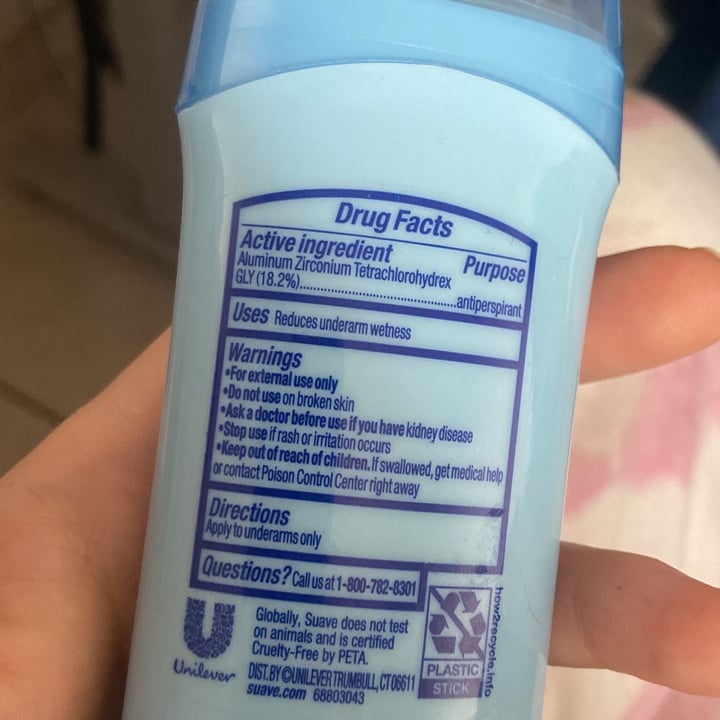 Drug Facts
Active ingredient Purpose
Aluminum Zirconium Tetrachlorohydrex
GLY (18.2%)..........................................antiperspirant
Uses Reduces underarm wetness
Warnings
•For external use only
•Do not use on broken skin
•Ask a doctor before use if you have kidney disease
•Stop use if rash or irritation occurs
•Keep out of reach of children. If swallowed, get medical help
or contact Poison Control Center right away
Directions
Apply to underarms only
Questions? Call us at 1-800-782-8301
Unilever
Globally, Suave does not test
on animals and is certified
Cruelty-Free by PETA.
DIST. BY ©UNILEVER TRUMBULL, CT 06611
suave.com 68803043
PLASTIC
STICK
how2recycle.info